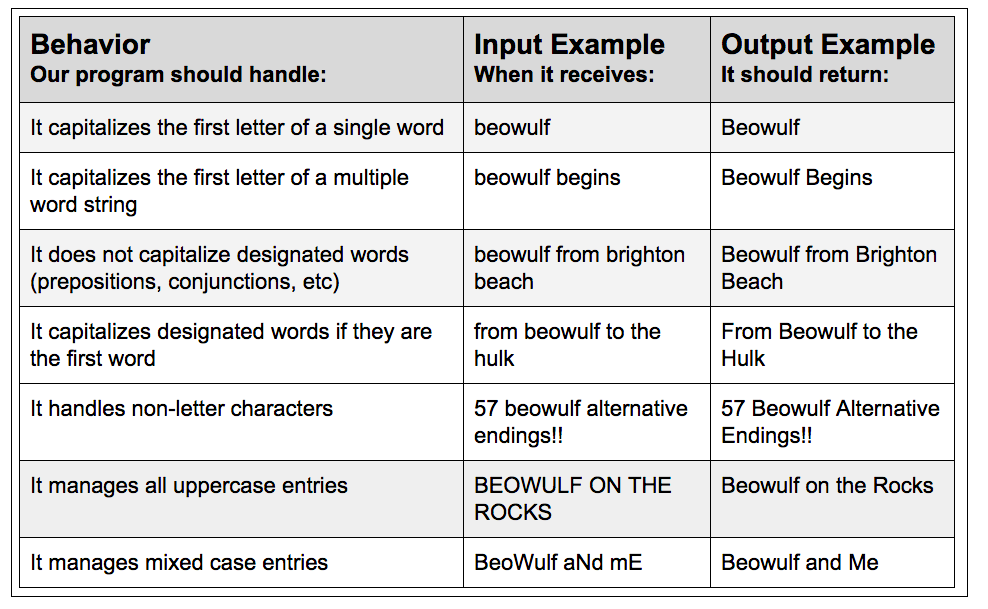 Behavior
Our program should handle:
Input Example
When it receives:
Output Example
It should return:
It capitalizes the first letter of a single word
beowulf
Beowulf
It capitalizes the first letter of a multiple
word string
beowulf begins
Beowulf Begins
It does not capitalize designated words
(prepositions, conjunctions, etc)
beowulf from brighton
beach
Beowulf from Brighton
Beach
It capitalizes designated words if they are
the first word
from beowulf to the
hulk
From Beowulf to the
Hulk
It handles non-letter characters
57 beowulf alternative
endings!!
57 Beowulf Alternative
Endings!!
It manages all uppercase entries
BEOWULF ON THE
ROCKS
Beowulf on the Rocks
It manages mixed case entries
BeoWulf aNd mE
Beowulf and Me